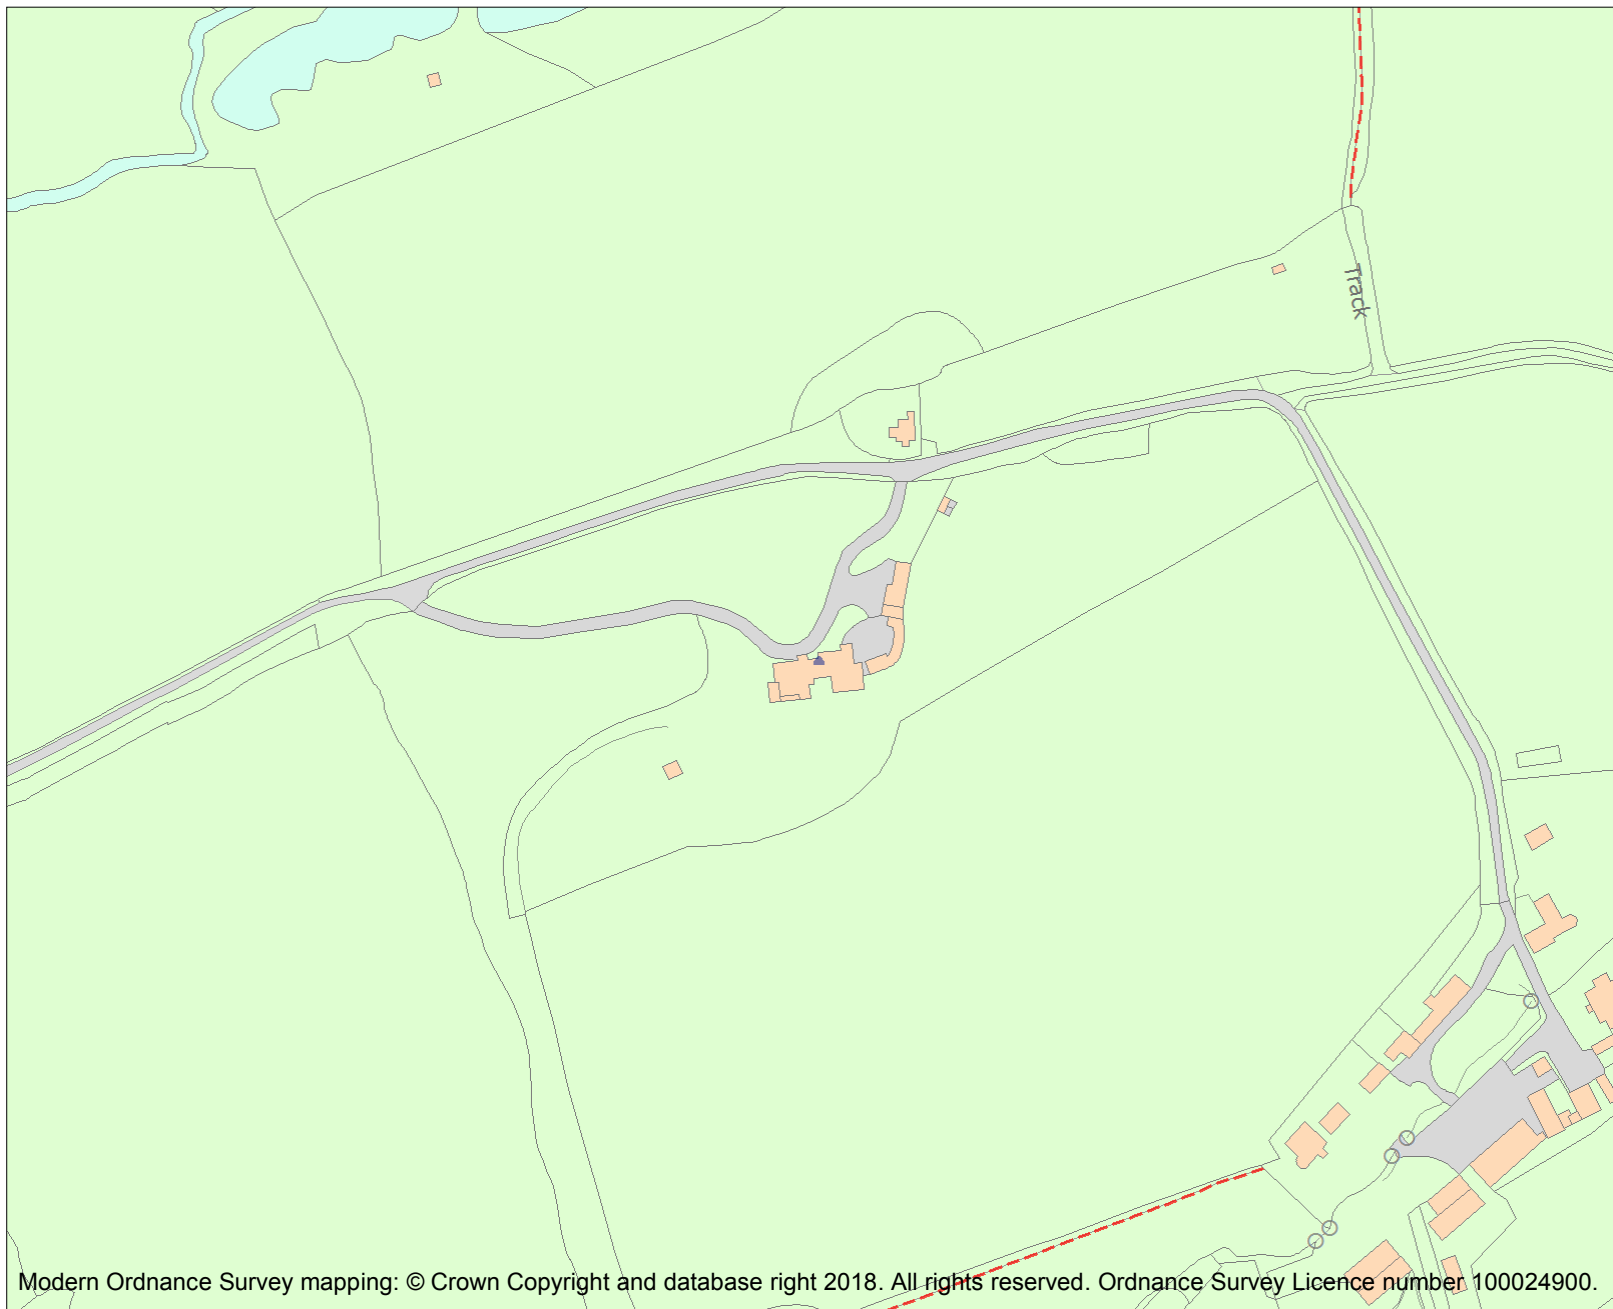 Track
Modern Ordnance Survey mapping: © Crown Copyright and database right 2018. All rights reserved. Ordnance Survey Licence number 100024900.